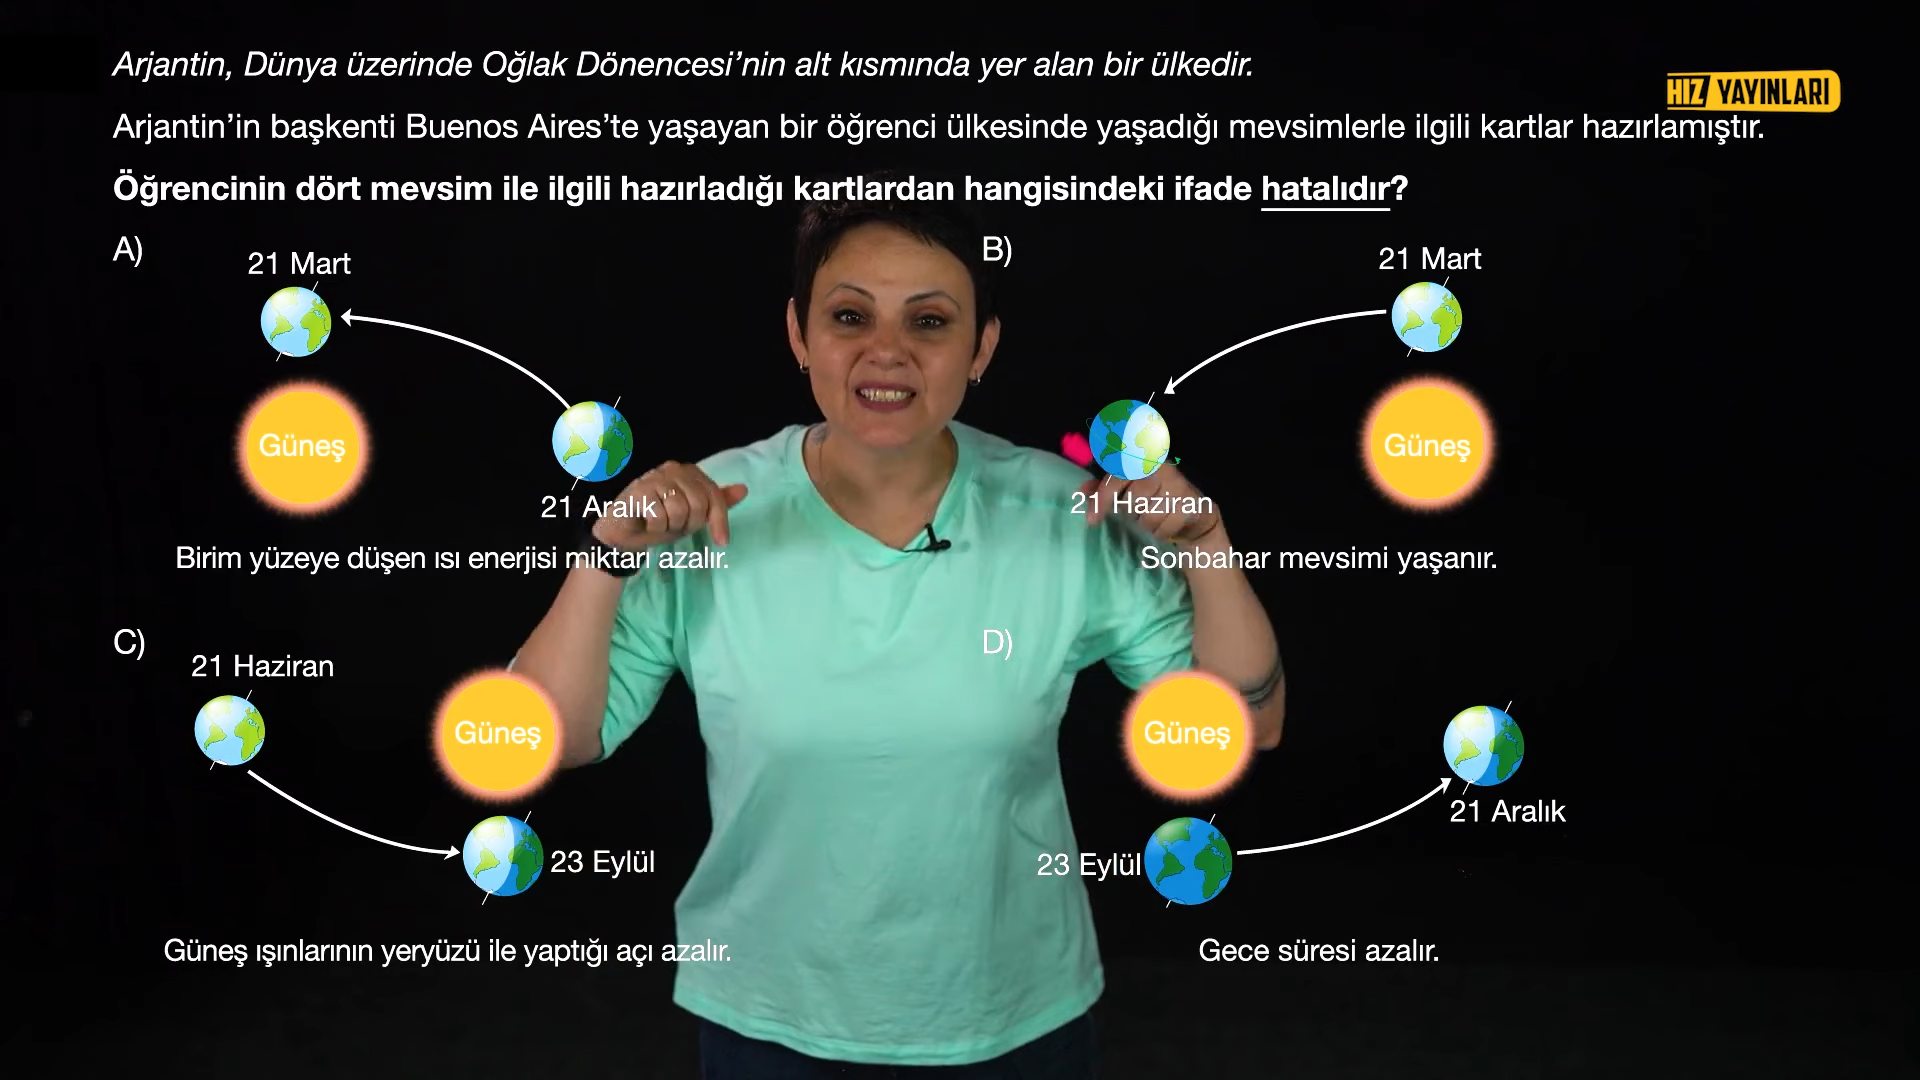 Arjantin, Dünya üzerinde Oğlak Dönencesi'nin alt kısmında yer alan bir ülkedir.
HIZ YAYINLARI
Arjantin'in başkenti Buenos Aires'te yaşayan bir öğrenci ülkesinde yaşadığı mevsimlerle ilgili kartlar hazırlamıştır.
Öğrencinin dört mevsim ile ilgili hazırladığı kartlardan hangisindeki ifade hatalıdır?
A)
21 Mart
Güneş
21 Aralık
Birim yüzeye düşen ısı enerjisi miktarı azalır.
B)
21 Mart
Güneş
21 Haziran
Sonbahar mevsimi yaşanır.
C)
21 Haziran
Güneş
23 Eylül
Güneş ışınlarının yeryüzü ile yaptığı açı azalır.
D)
Güneş
21 Aralık
23 Eylül
Gece süresi azalır.